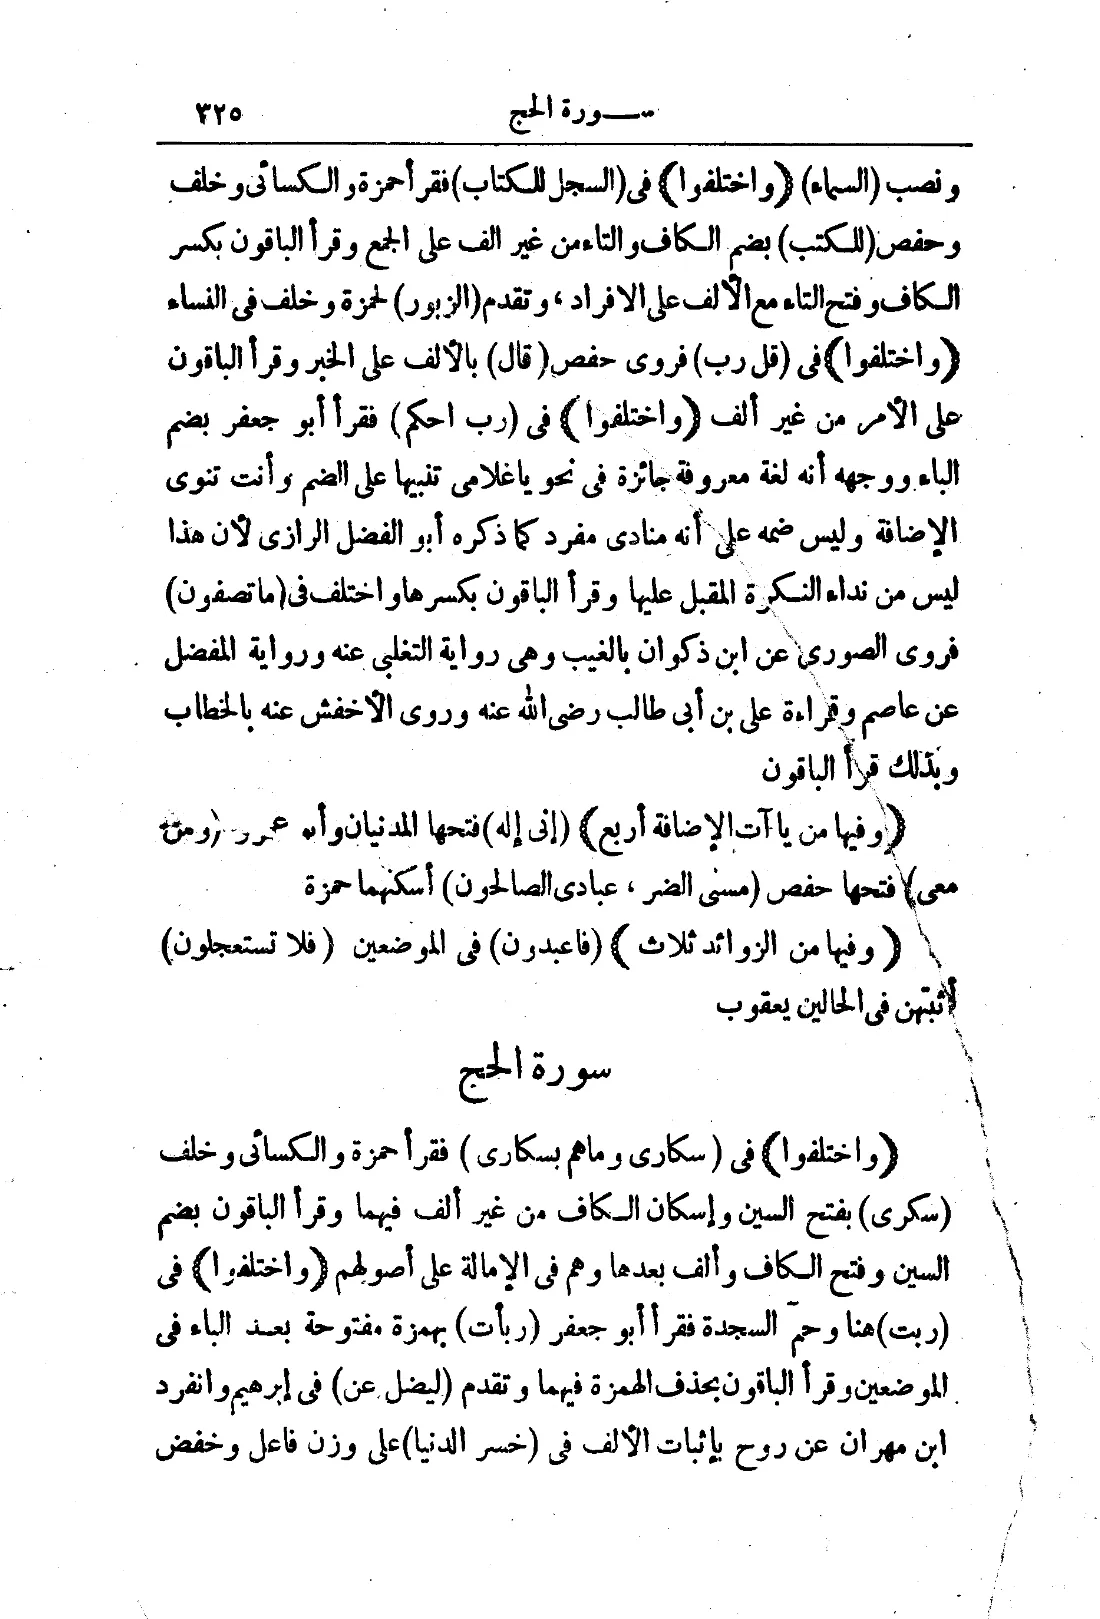 سورة الحج ٣٢٥
ونصب (السماء) (واختلفوا) فى (السجل للكتاب) فقرأ حمزة والكسائى وخلف
وحفص (للكتب) بضم الكاف والتاء من غير الف على الجمع وقرأ الباقون بكسر
الكاف وفتح التاء مع الألف على الافراد ، وتقدم (الزبور) لحمزة وخلف فى النساء
(واختلفوا) فى (قل رب) فروى حفص (قال) بالألف على الخبر وقرأ الباقون
على الأمر من غير ألف (واختلفوا) فى (رب احكم) فقرأ أبو جعفر بضم
الباء ووجهه أنه لغة معروفة جائزة فى نحو ياغلامى تنبيها على الضم وأنت تنوى
الإضافة وليس ضمه على أنه منادى مفرد كما ذكره أبو الفضل الرازى لأن هذا
ليس من نداء النكرة المقبل عليها وقرأ الباقون بكسرها واختلف فى (ما تصفون)
فروى الصورى عن ابن ذكوان بالغيب وهى رواية التغلبى عنه ورواية المفضل
عن عاصم وقراءة على بن أبى طالب رضى الله عنه وروى الأخفش عنه بالخطاب
وبذلك قرأ الباقون
(وفيها من ياآت الإضافة أربع) (إنى إله) فتحها المدنيان وأبو عمرو (ومن
معى) فتحها حفص (مسنى الضر ، عبادى الصالحون) أسكنهما حمزة
(وفيها من الزوائد ثلاث) (فاعبدون) فى الموضعين (فلا تستعجلون)
أثبتهن فى الحالين يعقوب
سورة الحج
(واختلفوا) فى (سكارى وماهم بسكارى) فقرأ حمزة والكسائى وخلف
(سكرى) بفتح السين وإسكان الكاف من غير ألف فيهما وقرأ الباقون بضم
السين وفتح الكاف وألف بعدها وهم فى الإمالة على أصولهم (واختلفوا) فى
(ربت) هنا وحمّ السجدة فقرأ أبو جعفر (ربأت) بهمزة مفتوحة بعد الباء فى
الموضعين وقرأ الباقون بحذف الهمزة فيهما وتقدم (ليضل عن) فى إبرهيم وانفرد
ابن مهران عن روح بإثبات الألف فى (خسر الدنيا) على وزن فاعل وخفض